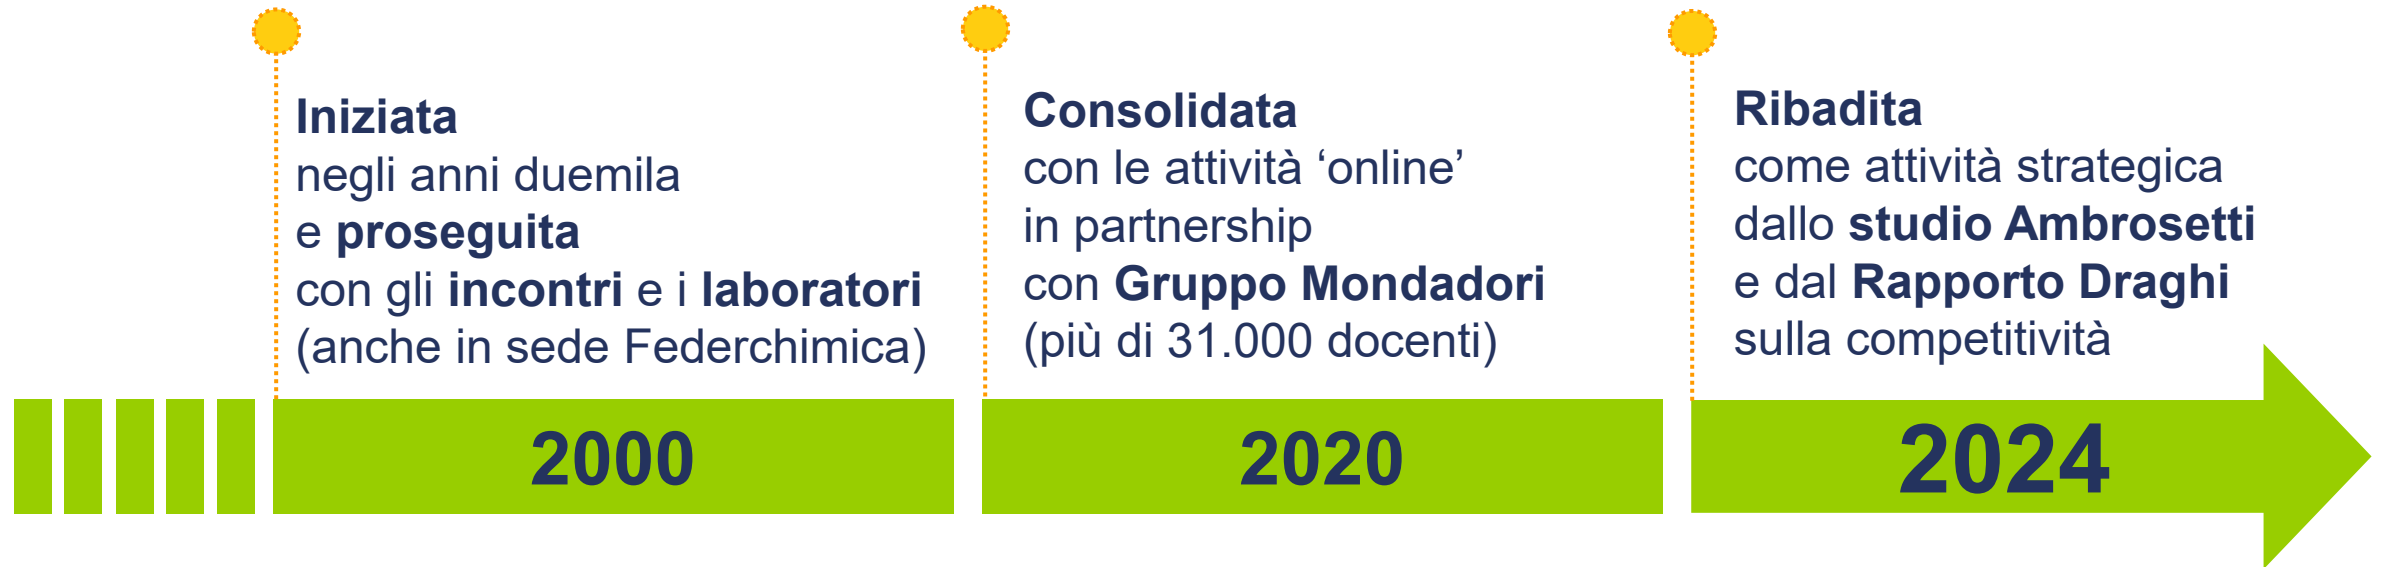 Iniziata
negli anni duemila
e proseguita
con gli incontri e i laboratori
(anche in sede Federchimica)
2000
Consolidata
con le attività ‘online’
in partnership
con Gruppo Mondadori
(più di 31.000 docenti)
2020
Ribadita
come attività strategica
dallo studio Ambrosetti
e dal Rapporto Draghi
sulla competitività
2024